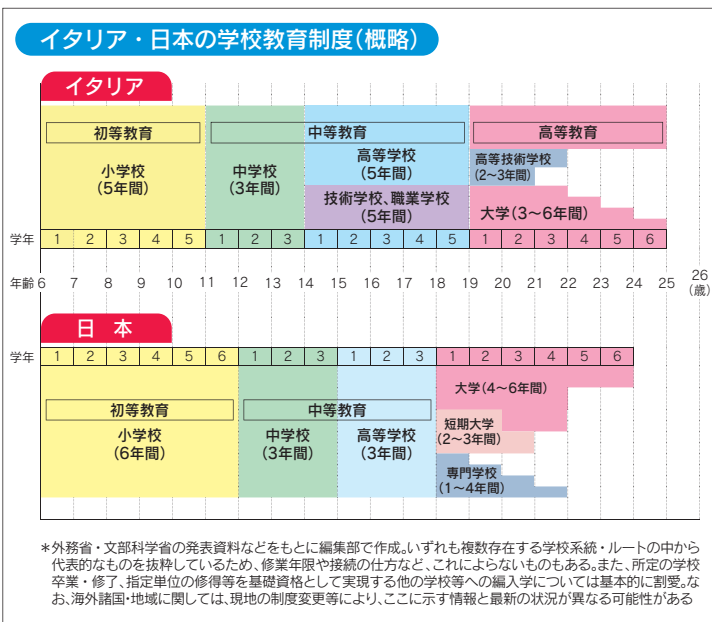 イタリア・日本の学校教育制度(概略)
イタリア
初等教育 中等教育 高等教育
小学校
(5年間)
中学校
(3年間)
高等学校
(5年間)
技術学校、職業学校
(5年間)
高等技術学校
(2〜3年間)
大学(3〜6年間)
学年 1 2 3 4 5 1 2 3 1 2 3 4 5 1 2 3 4 5 6
年齢 6 7 8 9 10 11 12 13 14 15 16 17 18 19 20 21 22 23 24 25 26
(歳)
日 本
学年 1 2 3 4 5 6 1 2 3 1 2 3 1 2 3 4 5 6
初等教育 中等教育
小学校
(6年間)
中学校
(3年間)
高等学校
(3年間)
大学(4〜6年間)
短期大学
(2〜3年間)
専門学校
(1〜4年間)
*外務省・文部科学省の発表資料などをもとに編集部で作成。いずれも複数存在する学校系統・ルートの中から
代表的なものを抜粋しているため、修業年限や接続の仕方など、これによらないものもある。また、所定の学校
卒業・修了、指定単位の修得等を基礎資格として実現する他の学校等への編入学については基本的に割愛。な
お、海外諸国・地域に関しては、現地の制度変更等により、ここに示す情報と最新の状況が異なる可能性がある